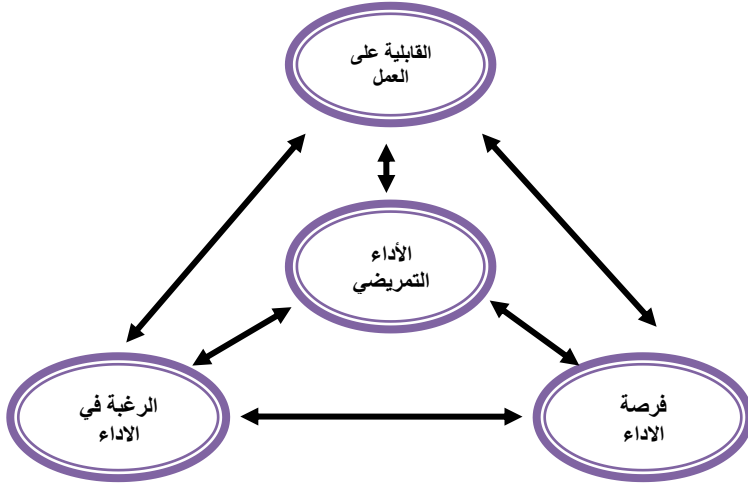 القابلية على
العمل
الأداء
التمريضي
فرصة
الاداء
الرغبة في
الاداء